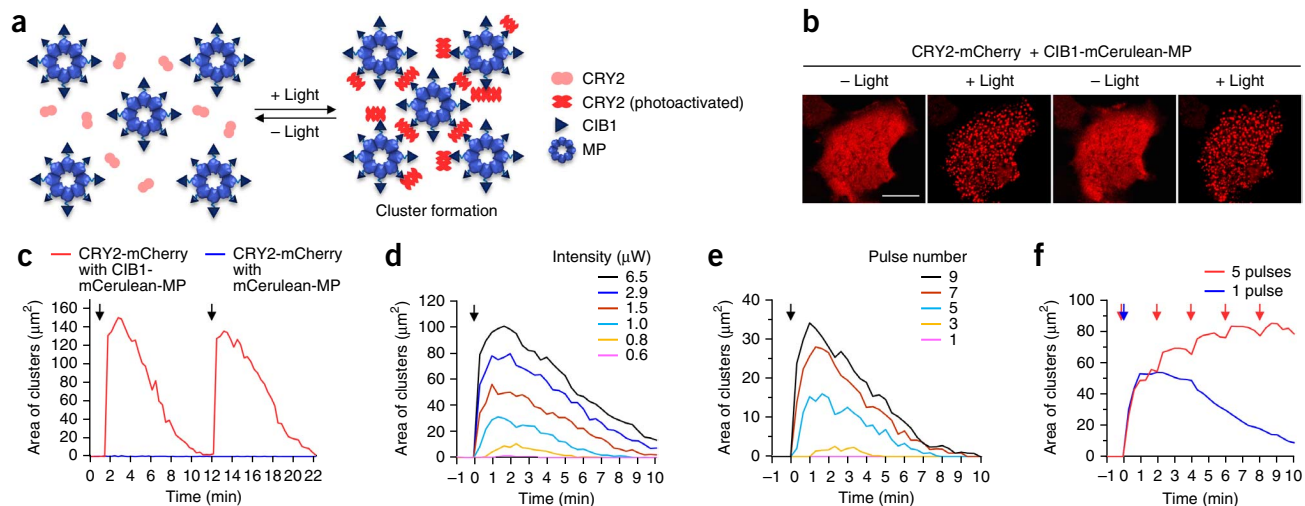 a
+ Light
– Light
Cluster formation
CRY2
CRY2 (photoactivated)
CIB1
MP
b
CRY2-mCherry + CIB1-mCerulean-MP
– Light + Light – Light + Light
c
CRY2-mCherry
with CIB1-
mCerulean-MP
CRY2-mCherry
with
mCerulean-MP
Area of clusters (μm²)
160
140
120
100
80
60
40
20
0
0 2 4 6 8 10 12 14 16 18 20 22
Time (min)
d
Intensity (μW)
6.5
2.9
1.5
1.0
0.8
0.6
Area of clusters (μm²)
120
100
80
60
40
20
0
–1 0 1 2 3 4 5 6 7 8 9 10
Time (min)
e
Pulse number
9
7
5
3
1
Area of clusters (μm²)
40
30
20
10
0
–1 0 1 2 3 4 5 6 7 8 9 10
Time (min)
f
5 pulses
1 pulse
Area of clusters (μm²)
100
80
60
40
20
0
–1 0 1 2 3 4 5 6 7 8 9 10
Time (min)